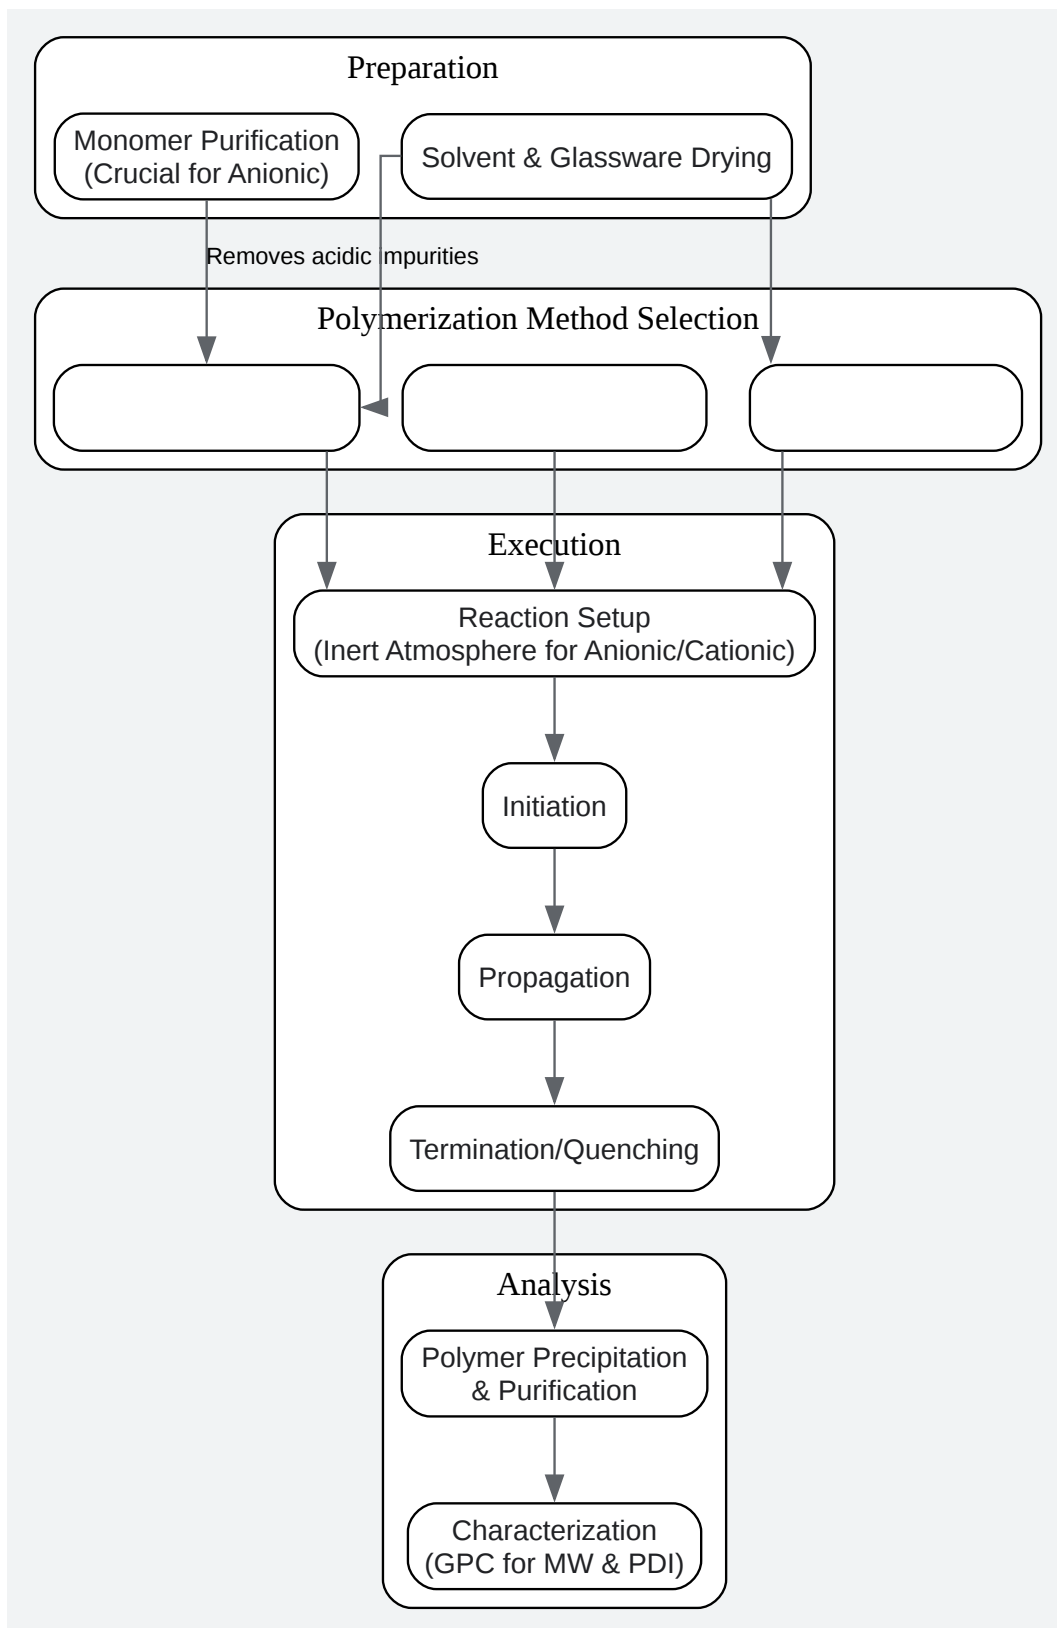 Preparation
Monomer Purification
(Crucial for Anionic)
Solvent & Glassware Drying
Removes acidic impurities
Polymerization Method Selection
Execution
Reaction Setup
(Inert Atmosphere for Anionic/Cationic)
Initiation
Propagation
Termination/Quenching
Analysis
Polymer Precipitation
& Purification
Characterization
(GPC for MW & PDI)